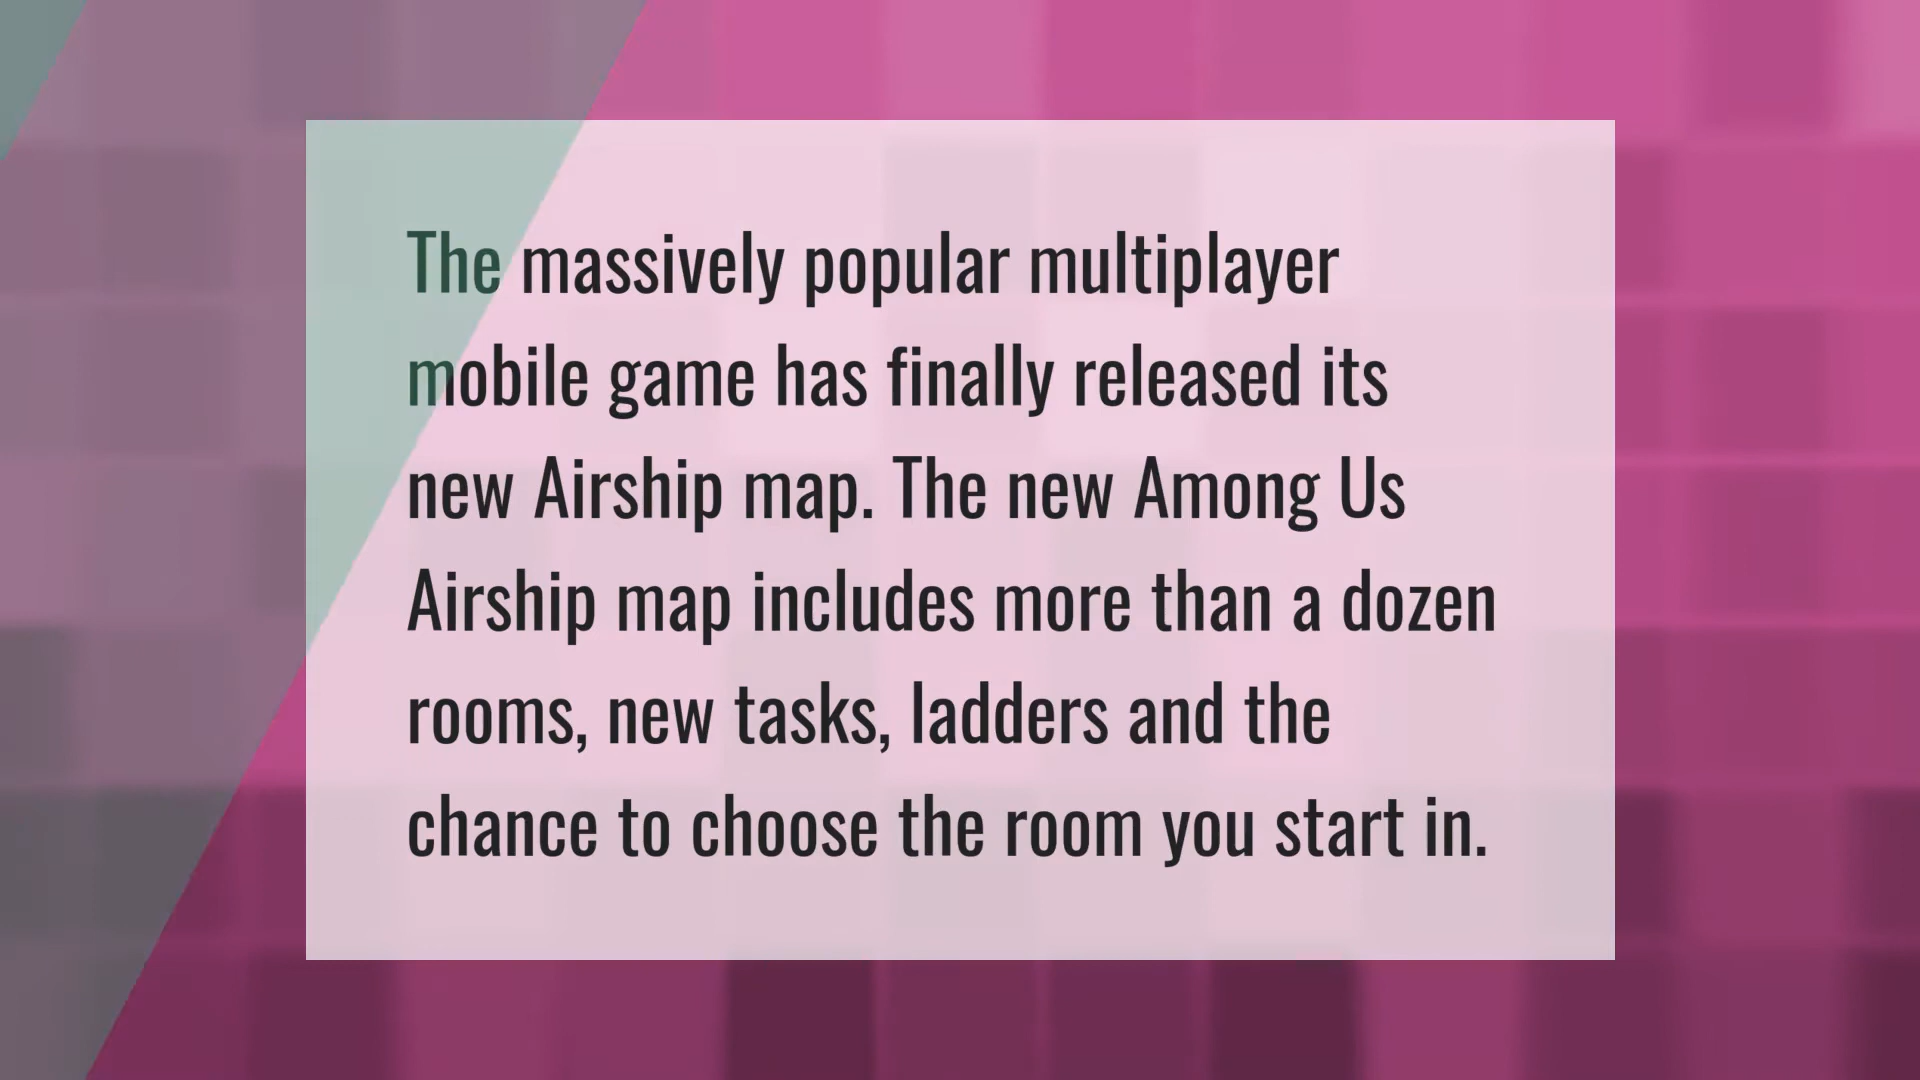 The massively popular multiplayer
mobile game has finally released its
new Airship map. The new Among Us
Airship map includes more than a dozen
rooms, new tasks, ladders and the
chance to choose the room you start in.